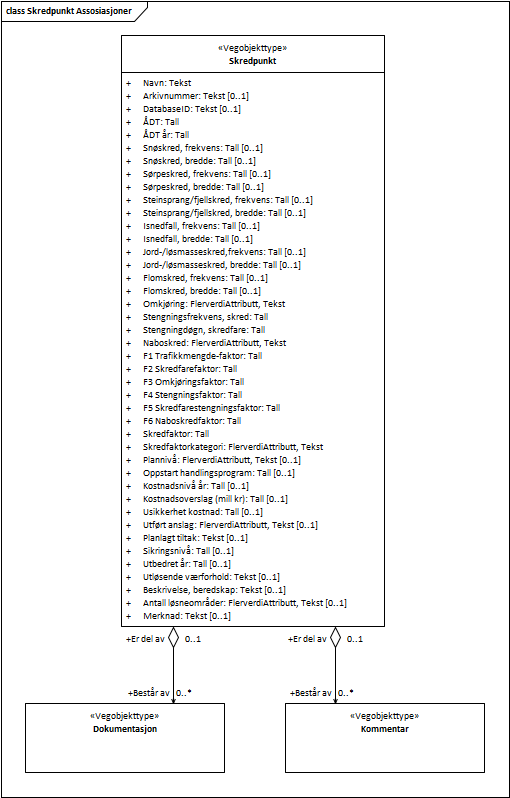 class Skredpunkt Assosiasjoner
«Vegobjekttype»
Skredpunkt
+ Navn: Tekst
+ Arkivnummer: Tekst [0..1]
+ DatabaseID: Tekst [0..1]
+ ÅDT: Tall
+ ÅDT år: Tall
+ Snøskred, frekvens: Tall [0..1]
+ Snøskred, bredde: Tall [0..1]
+ Sørpeskred, frekvens: Tall [0..1]
+ Sørpeskred, bredde: Tall [0..1]
+ Steinsprang/fjellskred, frekvens: Tall [0..1]
+ Steinsprang/fjellskred, bredde: Tall [0..1]
+ Isnedfall, frekvens: Tall [0..1]
+ Isnedfall, bredde: Tall [0..1]
+ Jord-/løsmasseskred,frekvens: Tall [0..1]
+ Jord-/løsmasseskred, bredde: Tall [0..1]
+ Flomskred, frekvens: Tall [0..1]
+ Flomskred, bredde: Tall [0..1]
+ Omkjøring: FlerverdiAttributt, Tekst
+ Stengningsfrekvens, skred: Tall
+ Stengningdøgn, skredfare: Tall
+ Naboskred: FlerverdiAttributt, Tekst
+ F1 Trafikkmengde-faktor: Tall
+ F2 Skredfarefaktor: Tall
+ F3 Omkjøringsfaktor: Tall
+ F4 Stengningsfaktor: Tall
+ F5 Skredfarestengningsfaktor: Tall
+ F6 Naboskredfaktor: Tall
+ Skredfaktor: Tall
+ Skredfaktorkategori: FlerverdiAttributt, Tekst
+ Plannivå: FlerverdiAttributt, Tekst [0..1]
+ Oppstart handlingsprogram: Tall [0..1]
+ Kostnadsnivå år: Tall [0..1]
+ Kostnadsoverslag (mill kr): Tall [0..1]
+ Usikkerhet kostnad: Tall [0..1]
+ Utført anslag: FlerverdiAttributt, Tekst [0..1]
+ Planlagt tiltak: Tekst [0..1]
+ Sikringsnivå: Tall [0..1]
+ Utbedret år: Tall [0..1]
+ Utløsende værforhold: Tekst [0..1]
+ Beskrivelse, beredskap: Tekst [0..1]
+ Antall løsneområder: FlerverdiAttributt, Tekst [0..1]
+ Merknad: Tekst [0..1]
+Er del av 0..1 +Er del av 0..1
+Består av 0..* +Består av 0..*
«Vegobjekttype»
Dokumentasjon
«Vegobjekttype»
Kommentar